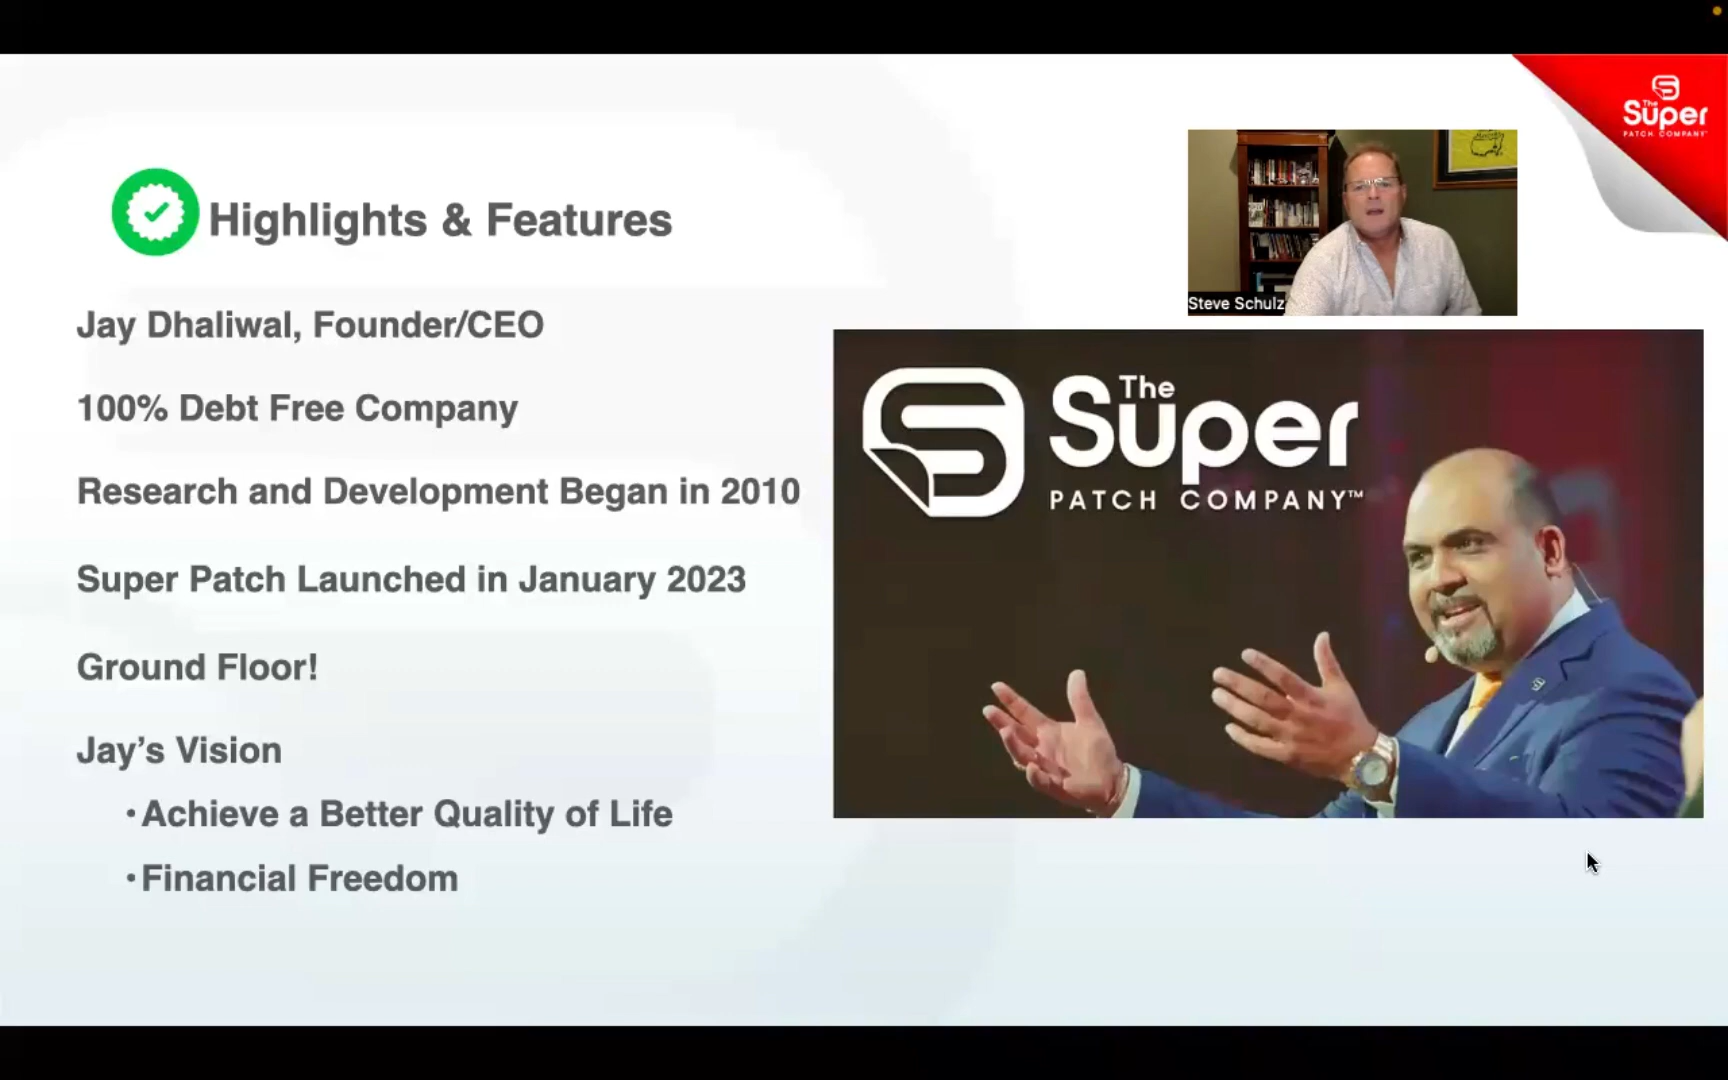 The
Super
PATCH COMPANY
Highlights & Features
Steve Schulz
Jay Dhaliwal, Founder/CEO
100% Debt Free Company
Research and Development Began in 2010
Super Patch Launched in January 2023
Ground Floor!
Jay’s Vision
•Achieve a Better Quality of Life
•Financial Freedom
The
Super
PATCH COMPANY™